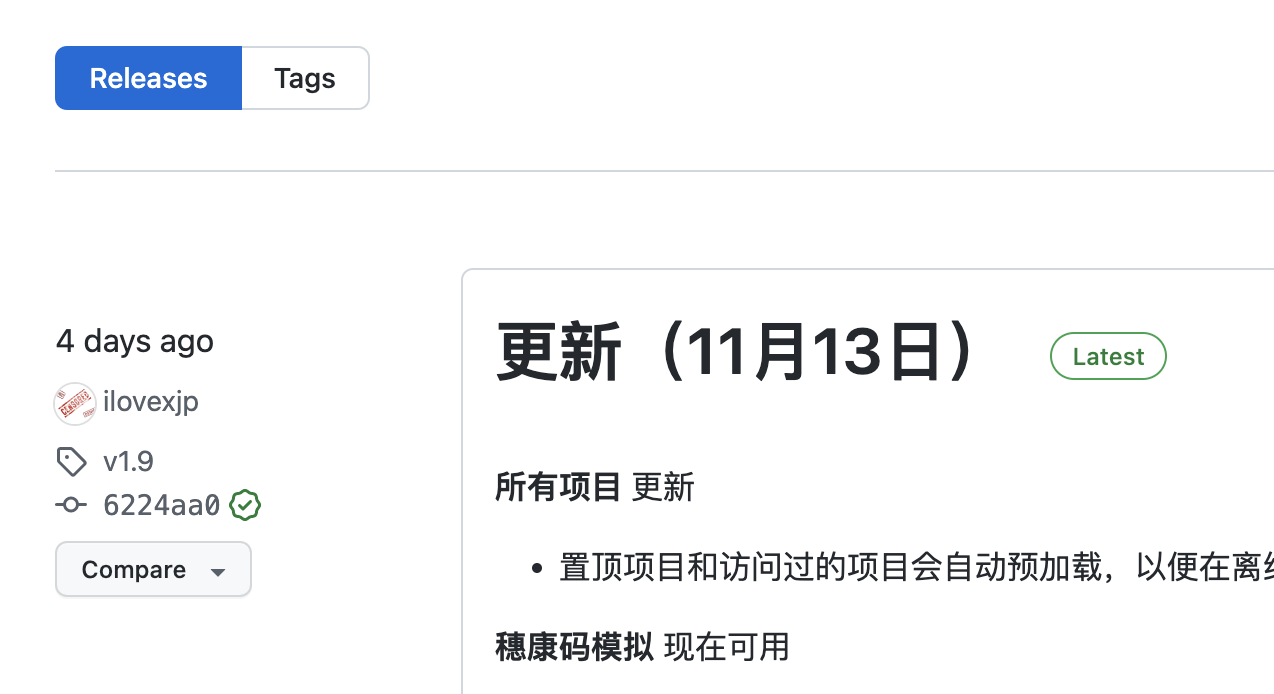 Releases
Tags
4 days ago
ilovexjp
v1.9
6224aa0
Compare
更新（11月13日）
Latest
所有项目 更新
置顶项目和访问过的项目会自动预加载，以便在离
穗康码模拟 现在可用